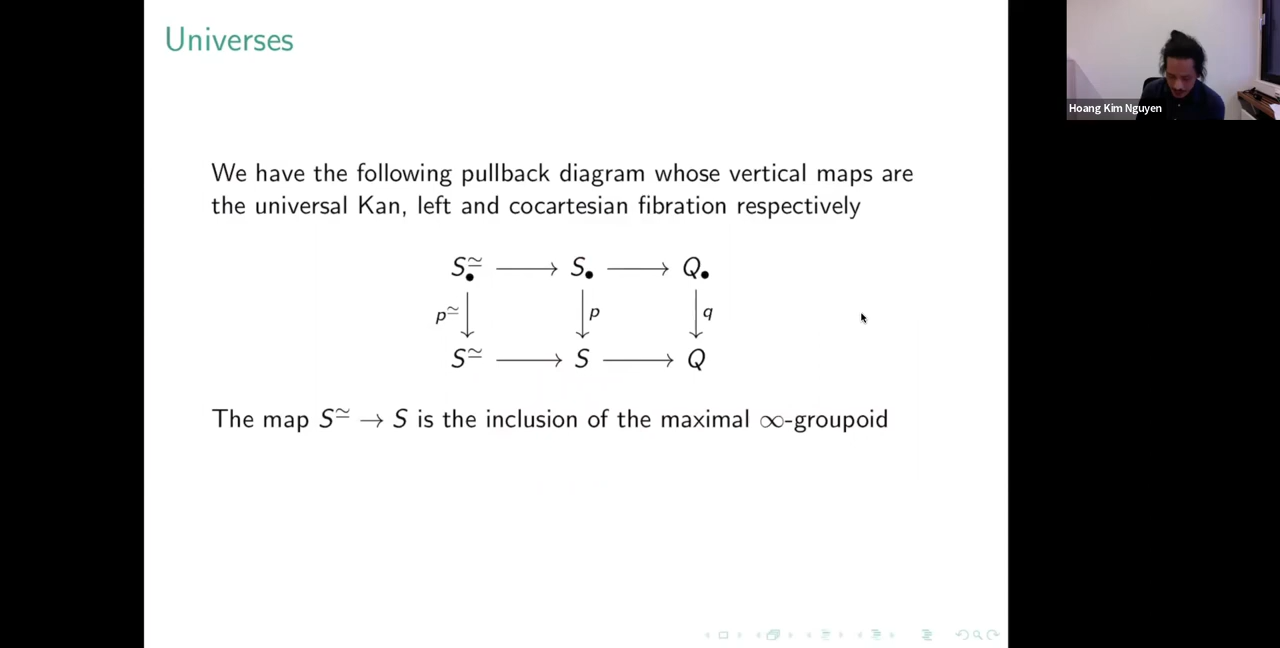 Universes
Hoang Kim Nguyen
We have the following pullback diagram whose vertical maps are
the universal Kan, left and cocartesian fibration respectively
S•≃ ⟶ S• ⟶ Q•
p≃ p q
S≃ ⟶ S ⟶ Q
The map S≃ → S is the inclusion of the maximal ∞-groupoid